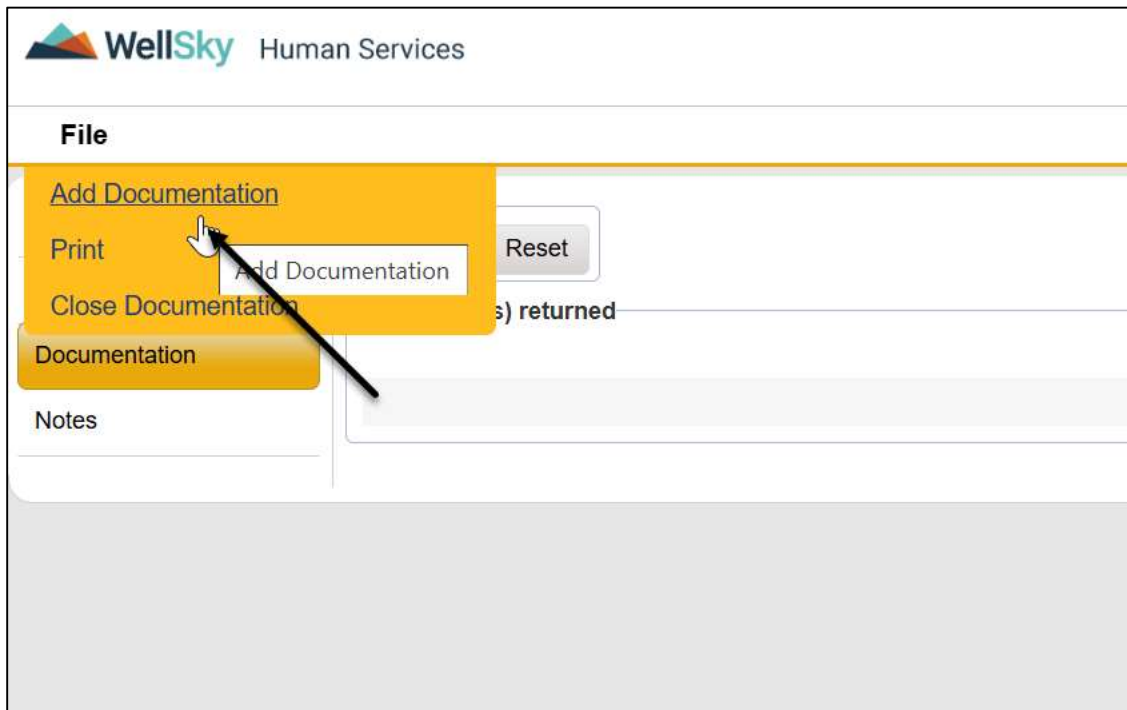 WellSky Human Services
File
Add Documentation
Print
Add Documentation
Reset
Close Documentation
s) returned
Documentation
Notes